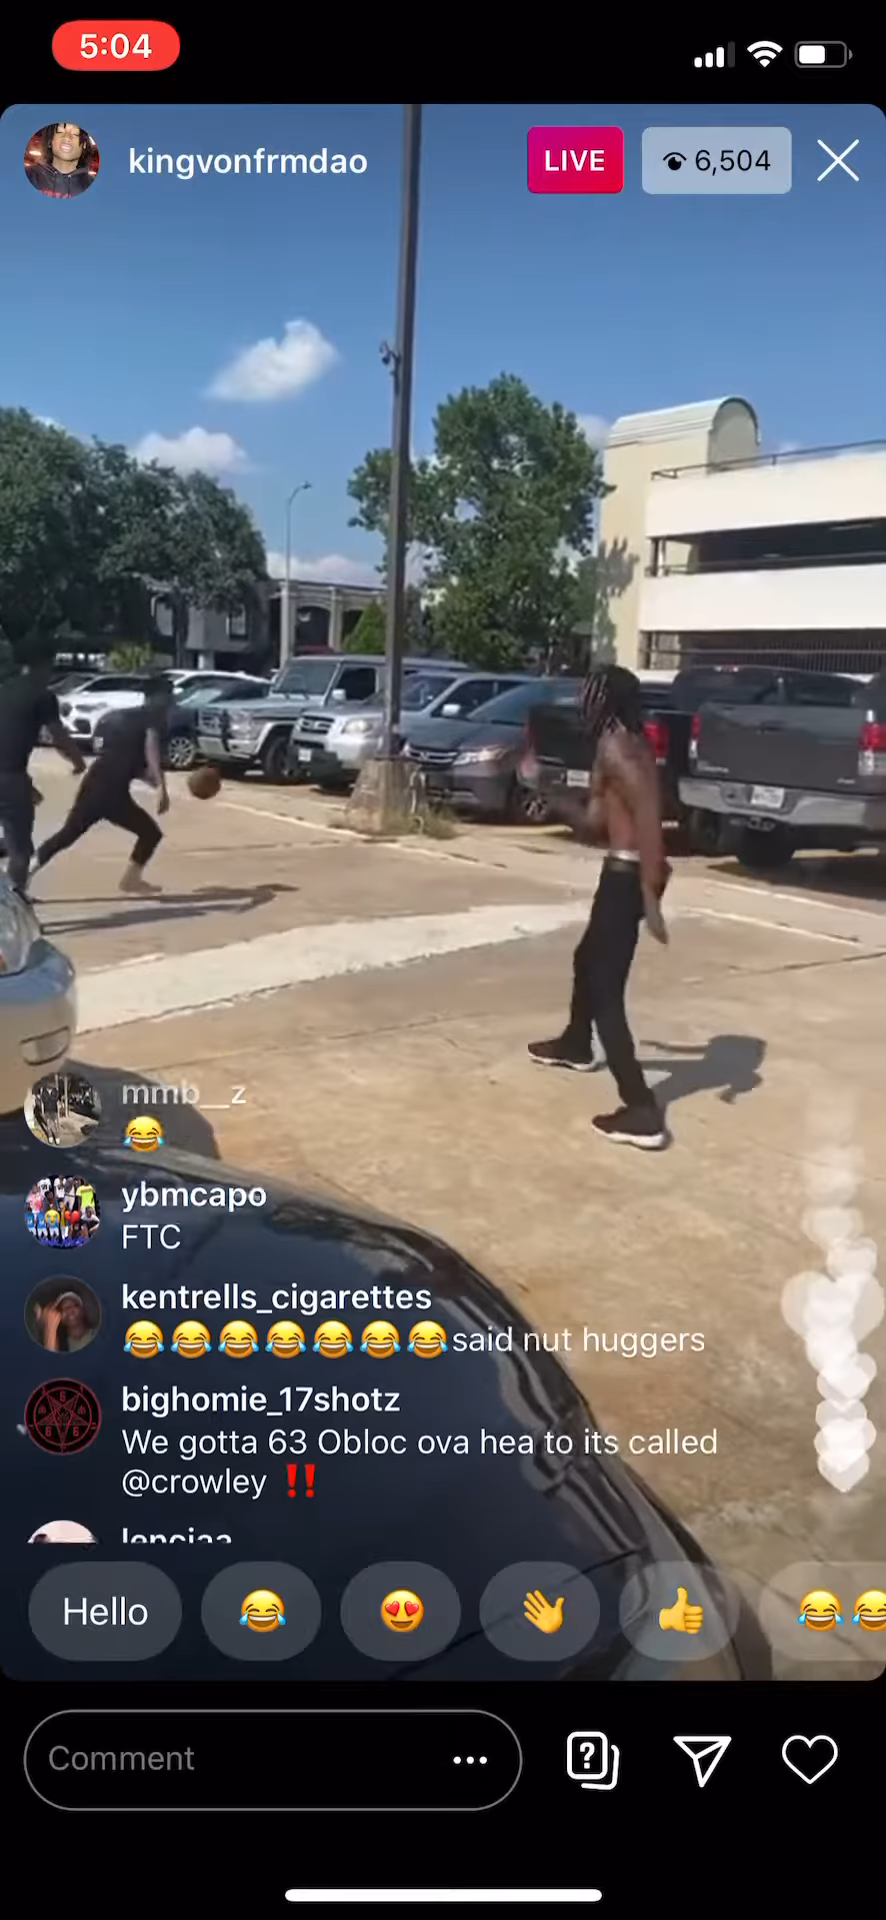 5:04
kingvonfrmdao
LIVE
6,504
mmb__z
😂
ybmcapo
FTC
kentrells_cigarettes
😂😂😂😂😂😂😂said nut huggers
bighomie_17shotz
We gotta 63 Obloc ova hea to its called
@crowley ‼️
Hello
😂
😍
👋
👍
😂😂
Comment